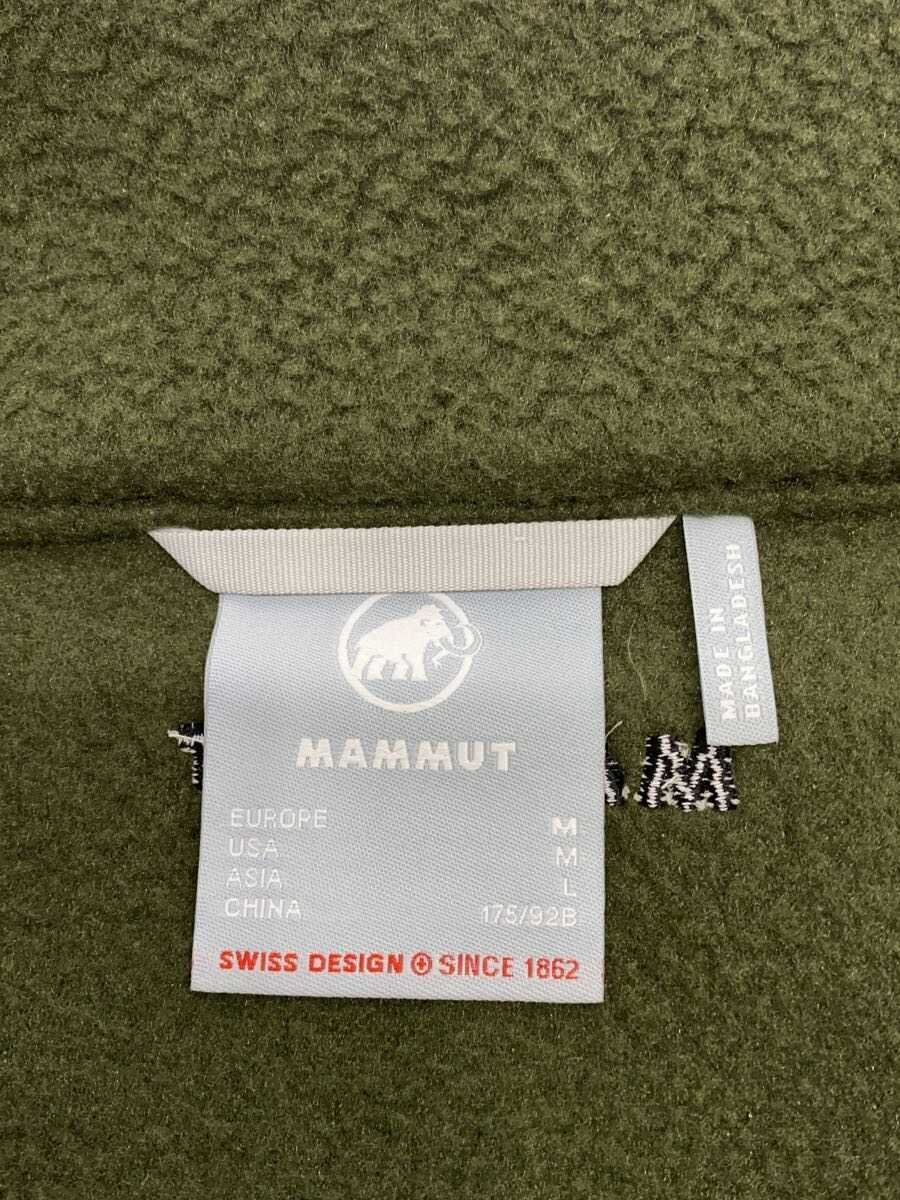 MAMMUT
EUROPE M
USA M
ASIA L
CHINA 175/92B
SWISS DESIGN SINCE 1862
MADE IN
BANGLADESH